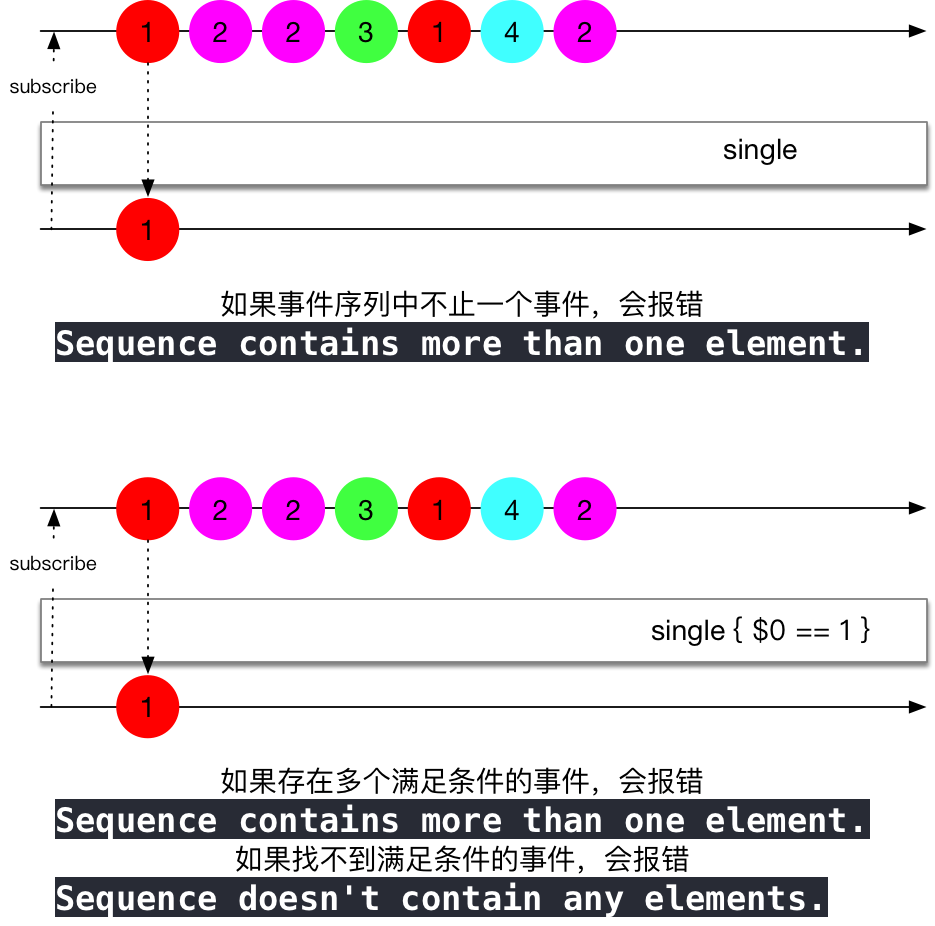 1 2 2 3 1 4 2
subscribe
single
1
如果事件序列中不止一个事件，会报错
Sequence contains more than one element.
1 2 2 3 1 4 2
subscribe
single { $0 == 1 }
1
如果存在多个满足条件的事件，会报错
Sequence contains more than one element.
如果找不到满足条件的事件，会报错
Sequence doesn't contain any elements.